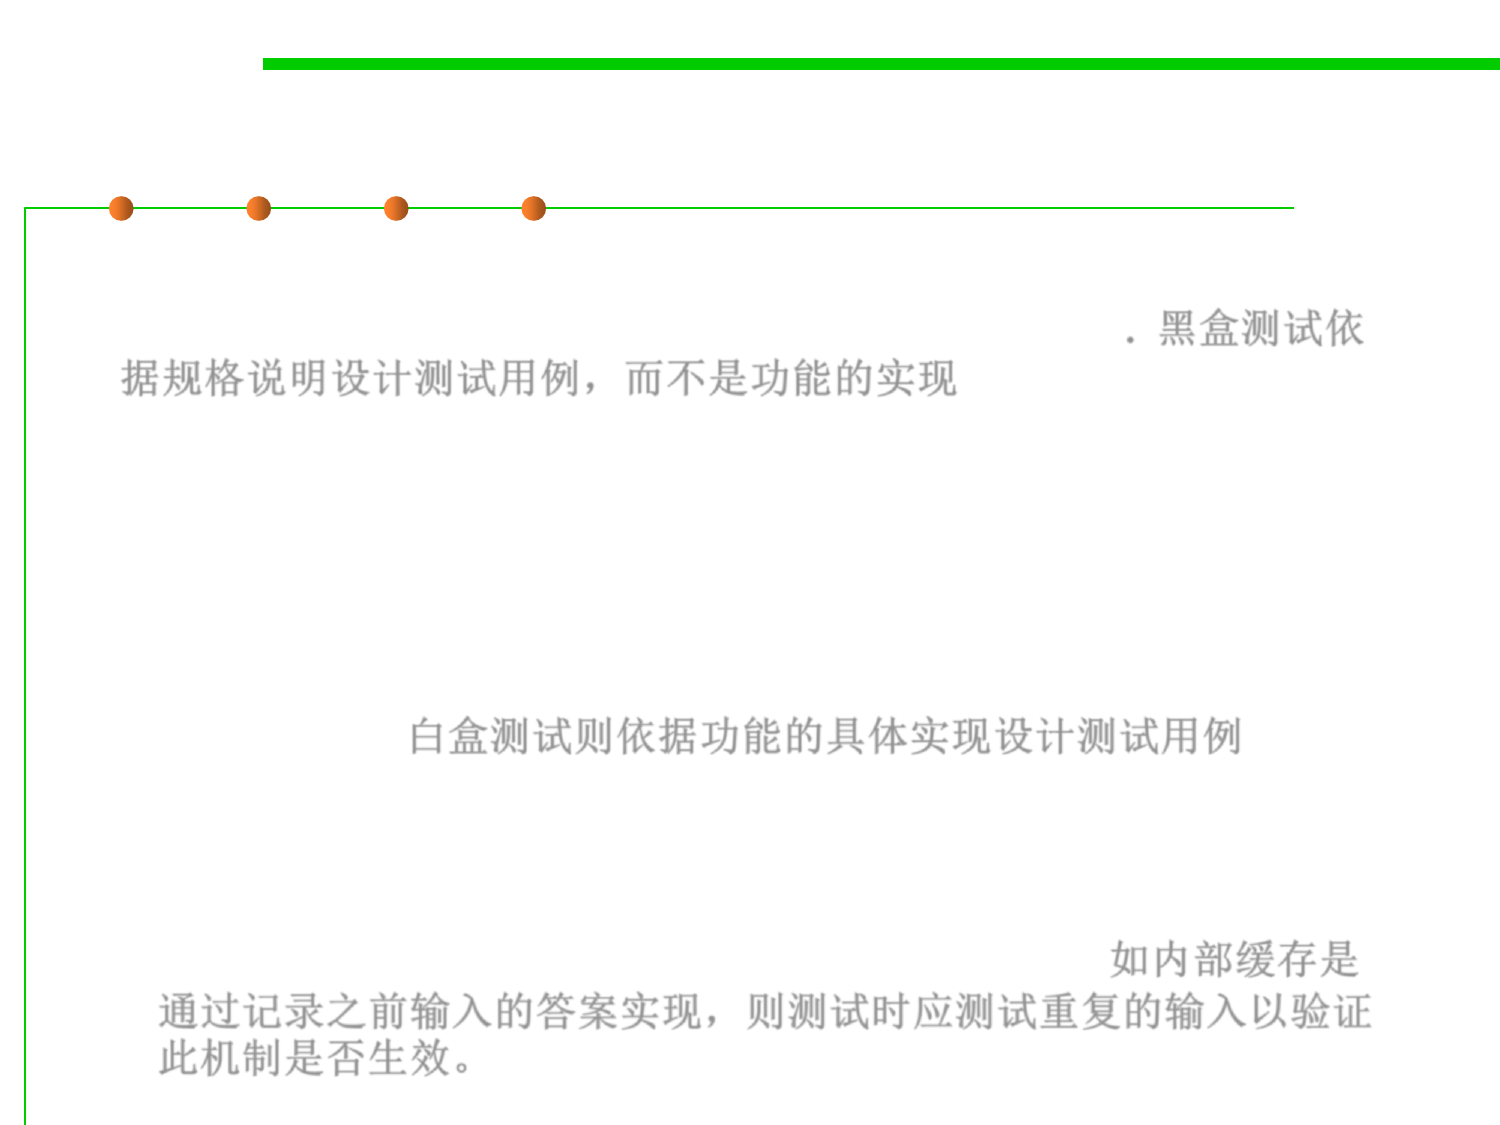 . 黑盒测试依
据规格说明设计测试用例，而不是功能的实现
白盒测试则依据功能的具体实现设计测试用例
如内部缓存是
通过记录之前输入的答案实现，则测试时应测试重复的输入以验证
此机制是否生效。